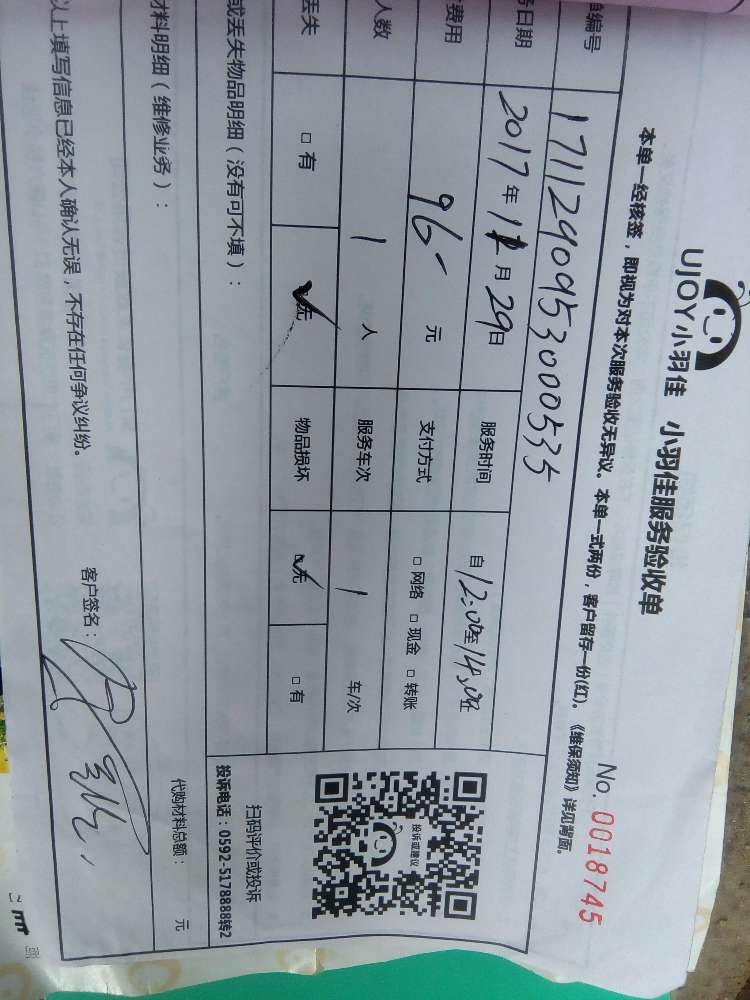 UJOY小羽佳 小羽佳服务验收单
No. 0018745
本单一经核签，即视为对本次服务验收无异议。本单一式两份，客户留存一份(红)。《维保须知》详见背面。
编号 1711290953000535
日期 2017年11月29日 服务时间 自12:00至14:00
费用 96- 元 支付方式 □ 网络 □ 现金 □ 转账
人数 1 人 服务车次 1 车/次
丢失 □ 有 无 物品损坏 □ 无 □ 有
投诉或建议
扫码评价或投诉
投诉电话：0592-5178888转2
或丢失物品明细（没有可不填）：
材料明细（维修业务）：
代购材料总额： 元
以上填写信息已经本人确认无误，不存在任何争议纠纷。
客户签名：